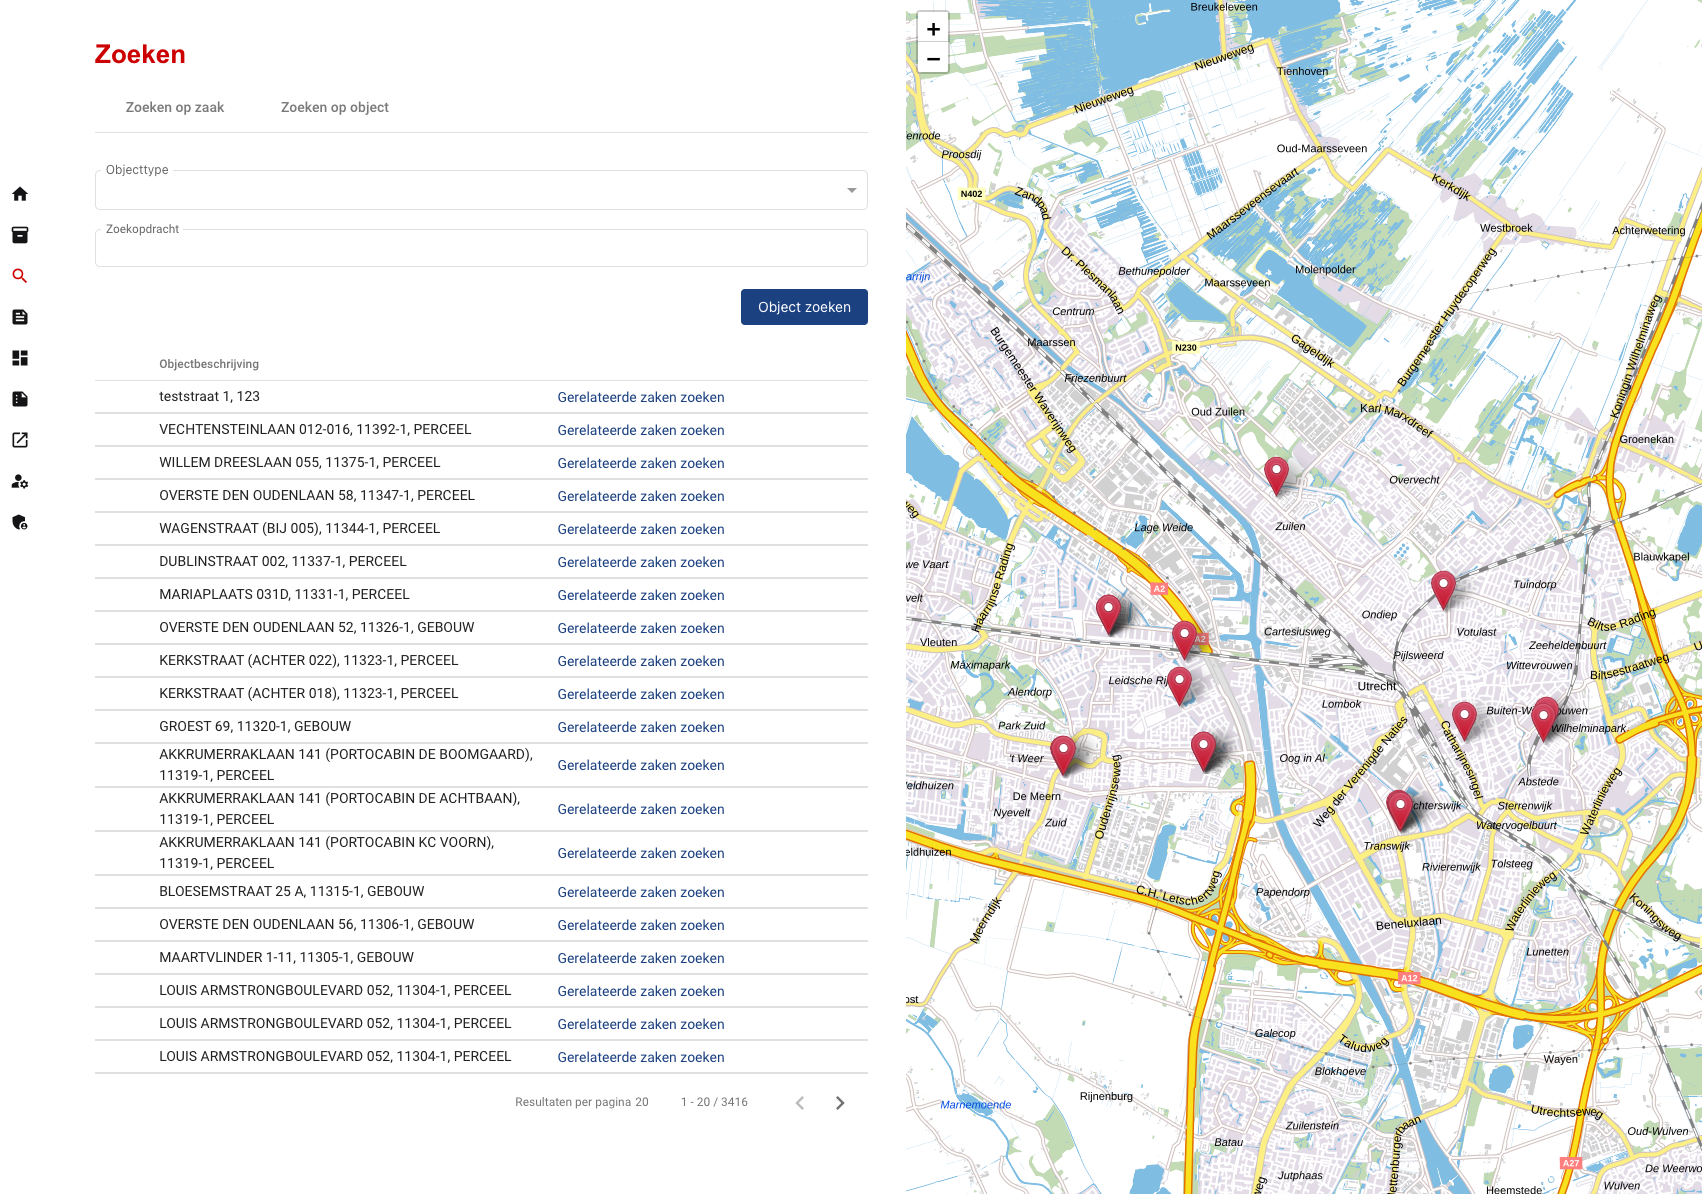 Zoeken
Zoeken op zaak
Zoeken op object
Objecttype
Zoekopdracht
Object zoeken
Objectbeschrijving
teststraat 1, 123 Gerelateerde zaken zoeken
VECHTENSTEINLAAN 012-016, 11392-1, PERCEEL Gerelateerde zaken zoeken
WILLEM DREESLAAN 055, 11375-1, PERCEEL Gerelateerde zaken zoeken
OVERSTE DEN OUDENLAAN 58, 11347-1, PERCEEL Gerelateerde zaken zoeken
WAGENSTRAAT (BIJ 005), 11344-1, PERCEEL Gerelateerde zaken zoeken
DUBLINSTRAAT 002, 11337-1, PERCEEL Gerelateerde zaken zoeken
MARIAPLAATS 031D, 11331-1, PERCEEL Gerelateerde zaken zoeken
OVERSTE DEN OUDENLAAN 52, 11326-1, GEBOUW Gerelateerde zaken zoeken
KERKSTRAAT (ACHTER 022), 11323-1, PERCEEL Gerelateerde zaken zoeken
KERKSTRAAT (ACHTER 018), 11323-1, PERCEEL Gerelateerde zaken zoeken
GROEST 69, 11320-1, GEBOUW Gerelateerde zaken zoeken
AKKRUMERRAKLAAN 141 (PORTOCABIN DE BOOMGAARD),
11319-1, PERCEEL Gerelateerde zaken zoeken
AKKRUMERRAKLAAN 141 (PORTOCABIN DE ACHTBAAN),
11319-1, PERCEEL Gerelateerde zaken zoeken
AKKRUMERRAKLAAN 141 (PORTOCABIN KC VOORN),
11319-1, PERCEEL Gerelateerde zaken zoeken
BLOESEMSTRAAT 25 A, 11315-1, GEBOUW Gerelateerde zaken zoeken
OVERSTE DEN OUDENLAAN 56, 11306-1, GEBOUW Gerelateerde zaken zoeken
MAARTVLINDER 1-11, 11305-1, GEBOUW Gerelateerde zaken zoeken
LOUIS ARMSTRONGBOULEVARD 052, 11304-1, PERCEEL Gerelateerde zaken zoeken
LOUIS ARMSTRONGBOULEVARD 052, 11304-1, PERCEEL Gerelateerde zaken zoeken
LOUIS ARMSTRONGBOULEVARD 052, 11304-1, PERCEEL Gerelateerde zaken zoeken
Resultaten per pagina 20 1 - 20 / 3416
+
−
Breukeleveen
Nieuweweg
Tienhoven
Nieuweweg
enrode
Proosdij
Oud-Maarsseveen
N402
Zandpad
Maarsseveensevaart
Kerkdijk
Westbroek
Achterwetering
Dr. Plesmanlaan
Bethunepolder
Molenpolder
Maarsseveen
arrijn
Centrum
Burgemeester Huydecoperweg
Koningin Wilhelminaweg
Maarssen
N230
Gageldijk
Burgemeester Waverijnweg
Friezenbuurt
Oud Zuilen
Karl Marxdreef
Groenekan
Overvecht
Lage Weide
Zuilen
Blauwkapel
we Vaart
Haarrijnse Rading
A2
Tuindorp
velt
Ondiep
Biltse Rading
Vleuten
A2
Cartesiusweg
Votulast
Zeeheldenbuurt
Maximapark
Pijlsweerd
Wittevrouwen
Biltsestraatweg
Alendorp
Leidsche Rij
Utrecht
Lombok
Park Zuid
Catharijnesingel
Wilhelminapark
't Weer
Oog in Al
Weg der Verenigde Naties
eldhuizen
De Meern
Abstede
Nyevelt
Zuid
Oudenrijnseweg
chterswijk
Sterrenwijk
Waterlinieweg
Watervogelbuurt
eldhuizen
Transwijk
Rivierenwijk
Tolsteeg
C.H. Letschertweg
Papendorp
Waterlinieweg
Meerndijk
Beneluxlaan
Koningsweg
Lunetten
A12
ost
Galecop
Taludweg
Wayen
Blokhoeve
Marnemoende
Rijnenburg
Utrechtseweg
Zuilenstein
Oud-Wulven
Batau
A27
De Weerwo
Jutphaas
Heemstede
Wulven